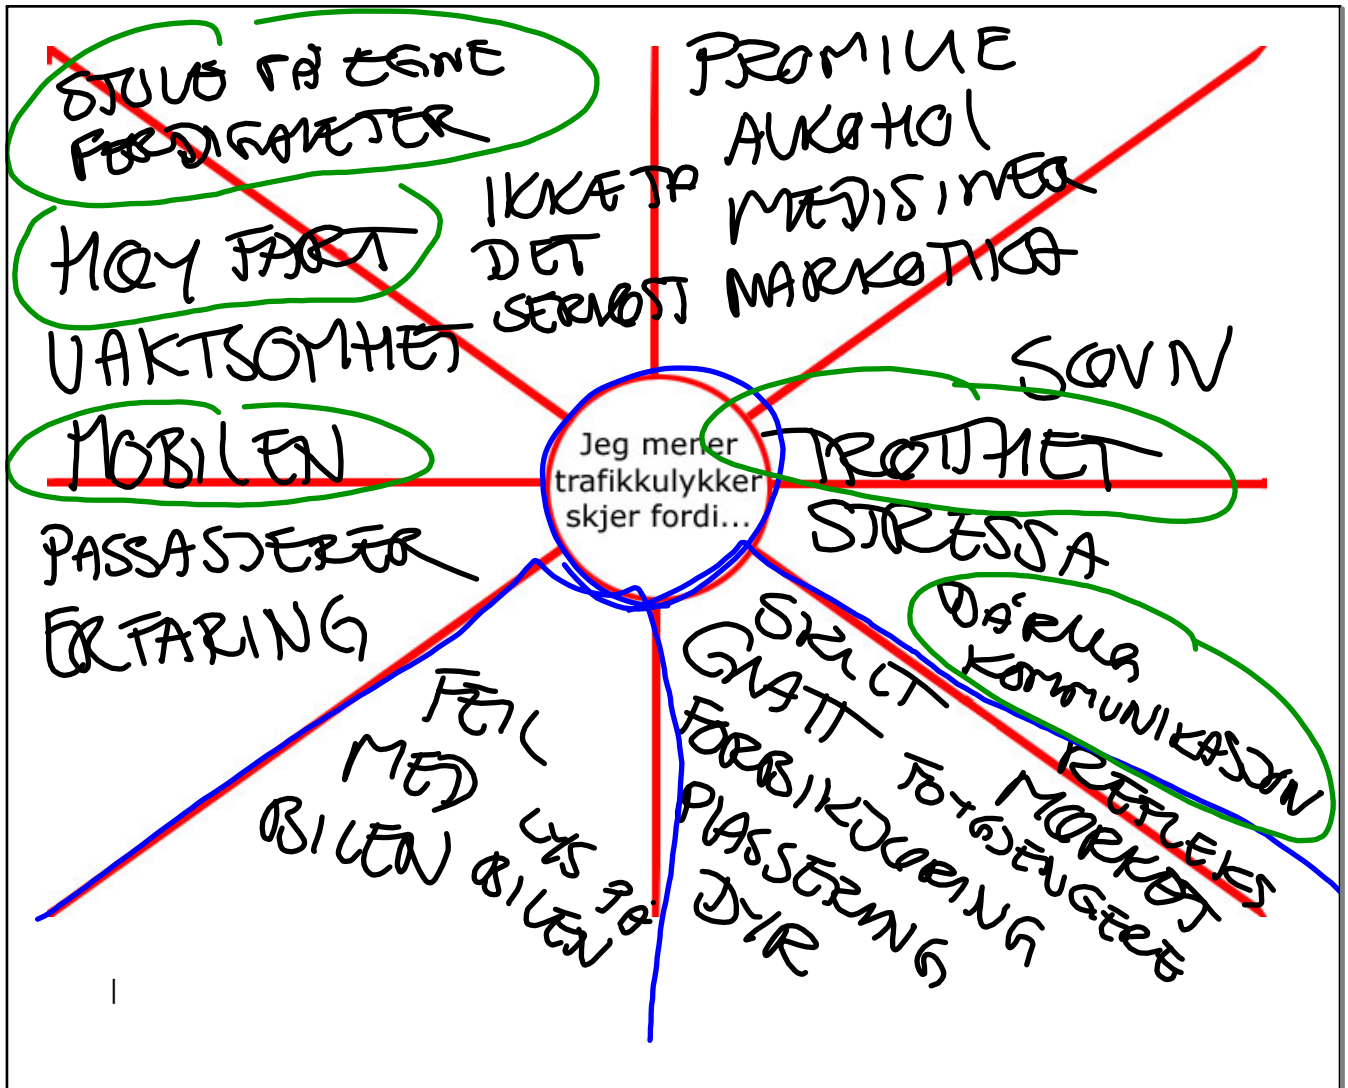 STOLE PÅ EGNE
FERDIGHETER
HØY FART
VAKTSOMHET
MOBILEN
PASSASJERER
ERFARING
IKKE TA
DET
SERIØST
PROMILLE
ALKOHOL
MEDISINER
NARKOTIKA
SØVN
TRØTTHET
STRESSA
Jeg mener
trafikkulykker
skjer fordi...
DÅRLIG
KOMMUNIKASJON
REFLEKS
MØRKET
FOTGJENGERE
GLATT
FORBIKJØRING
PLASSERING
DYR
FEIL
MED
BILEN
LYS PÅ
BILEN